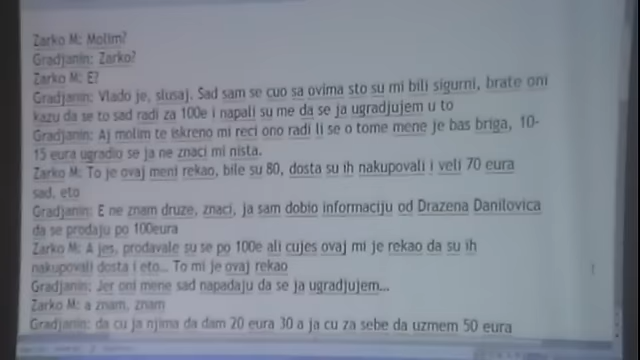 Zarko M: Molim?
Gradjanin: Zarko?
Zarko M: E?
Gradjanin: Vlado je, slusaj. Sad sam se cuo sa ovima sto su mi bili sigurni, brate oni
kazu da se to sad radi za 100e i napali su me da se ja ugradjujem u to
Gradjanin: Aj molim te iskreno mi reci ono radi li se o tome mene je bas briga, 10-
15 eura ugradio se ja ne znaci mi nista.
Zarko M: To je ovaj meni rekao, bile su 80, dosta su ih nakupovali i veli 70 eura
sad, eto
Gradjanin: E ne znam druze, znaci, ja sam dobio informaciju od Drazena Danilovica
da se prodaju po 100eura
Zarko M: A jes, prodavale su se po 100e ali cujes ovaj mi je rekao da su ih
nakupovali dosta i eto... To mi je ovaj rekao
Gradjanin: Jer oni mene sad napadaju da se ja ugradjujem...
Zarko M: a znam, znam
Gradjanin: da cu ja njima da dam 20 eura 30 a ja cu za sebe da uzmem 50 eura